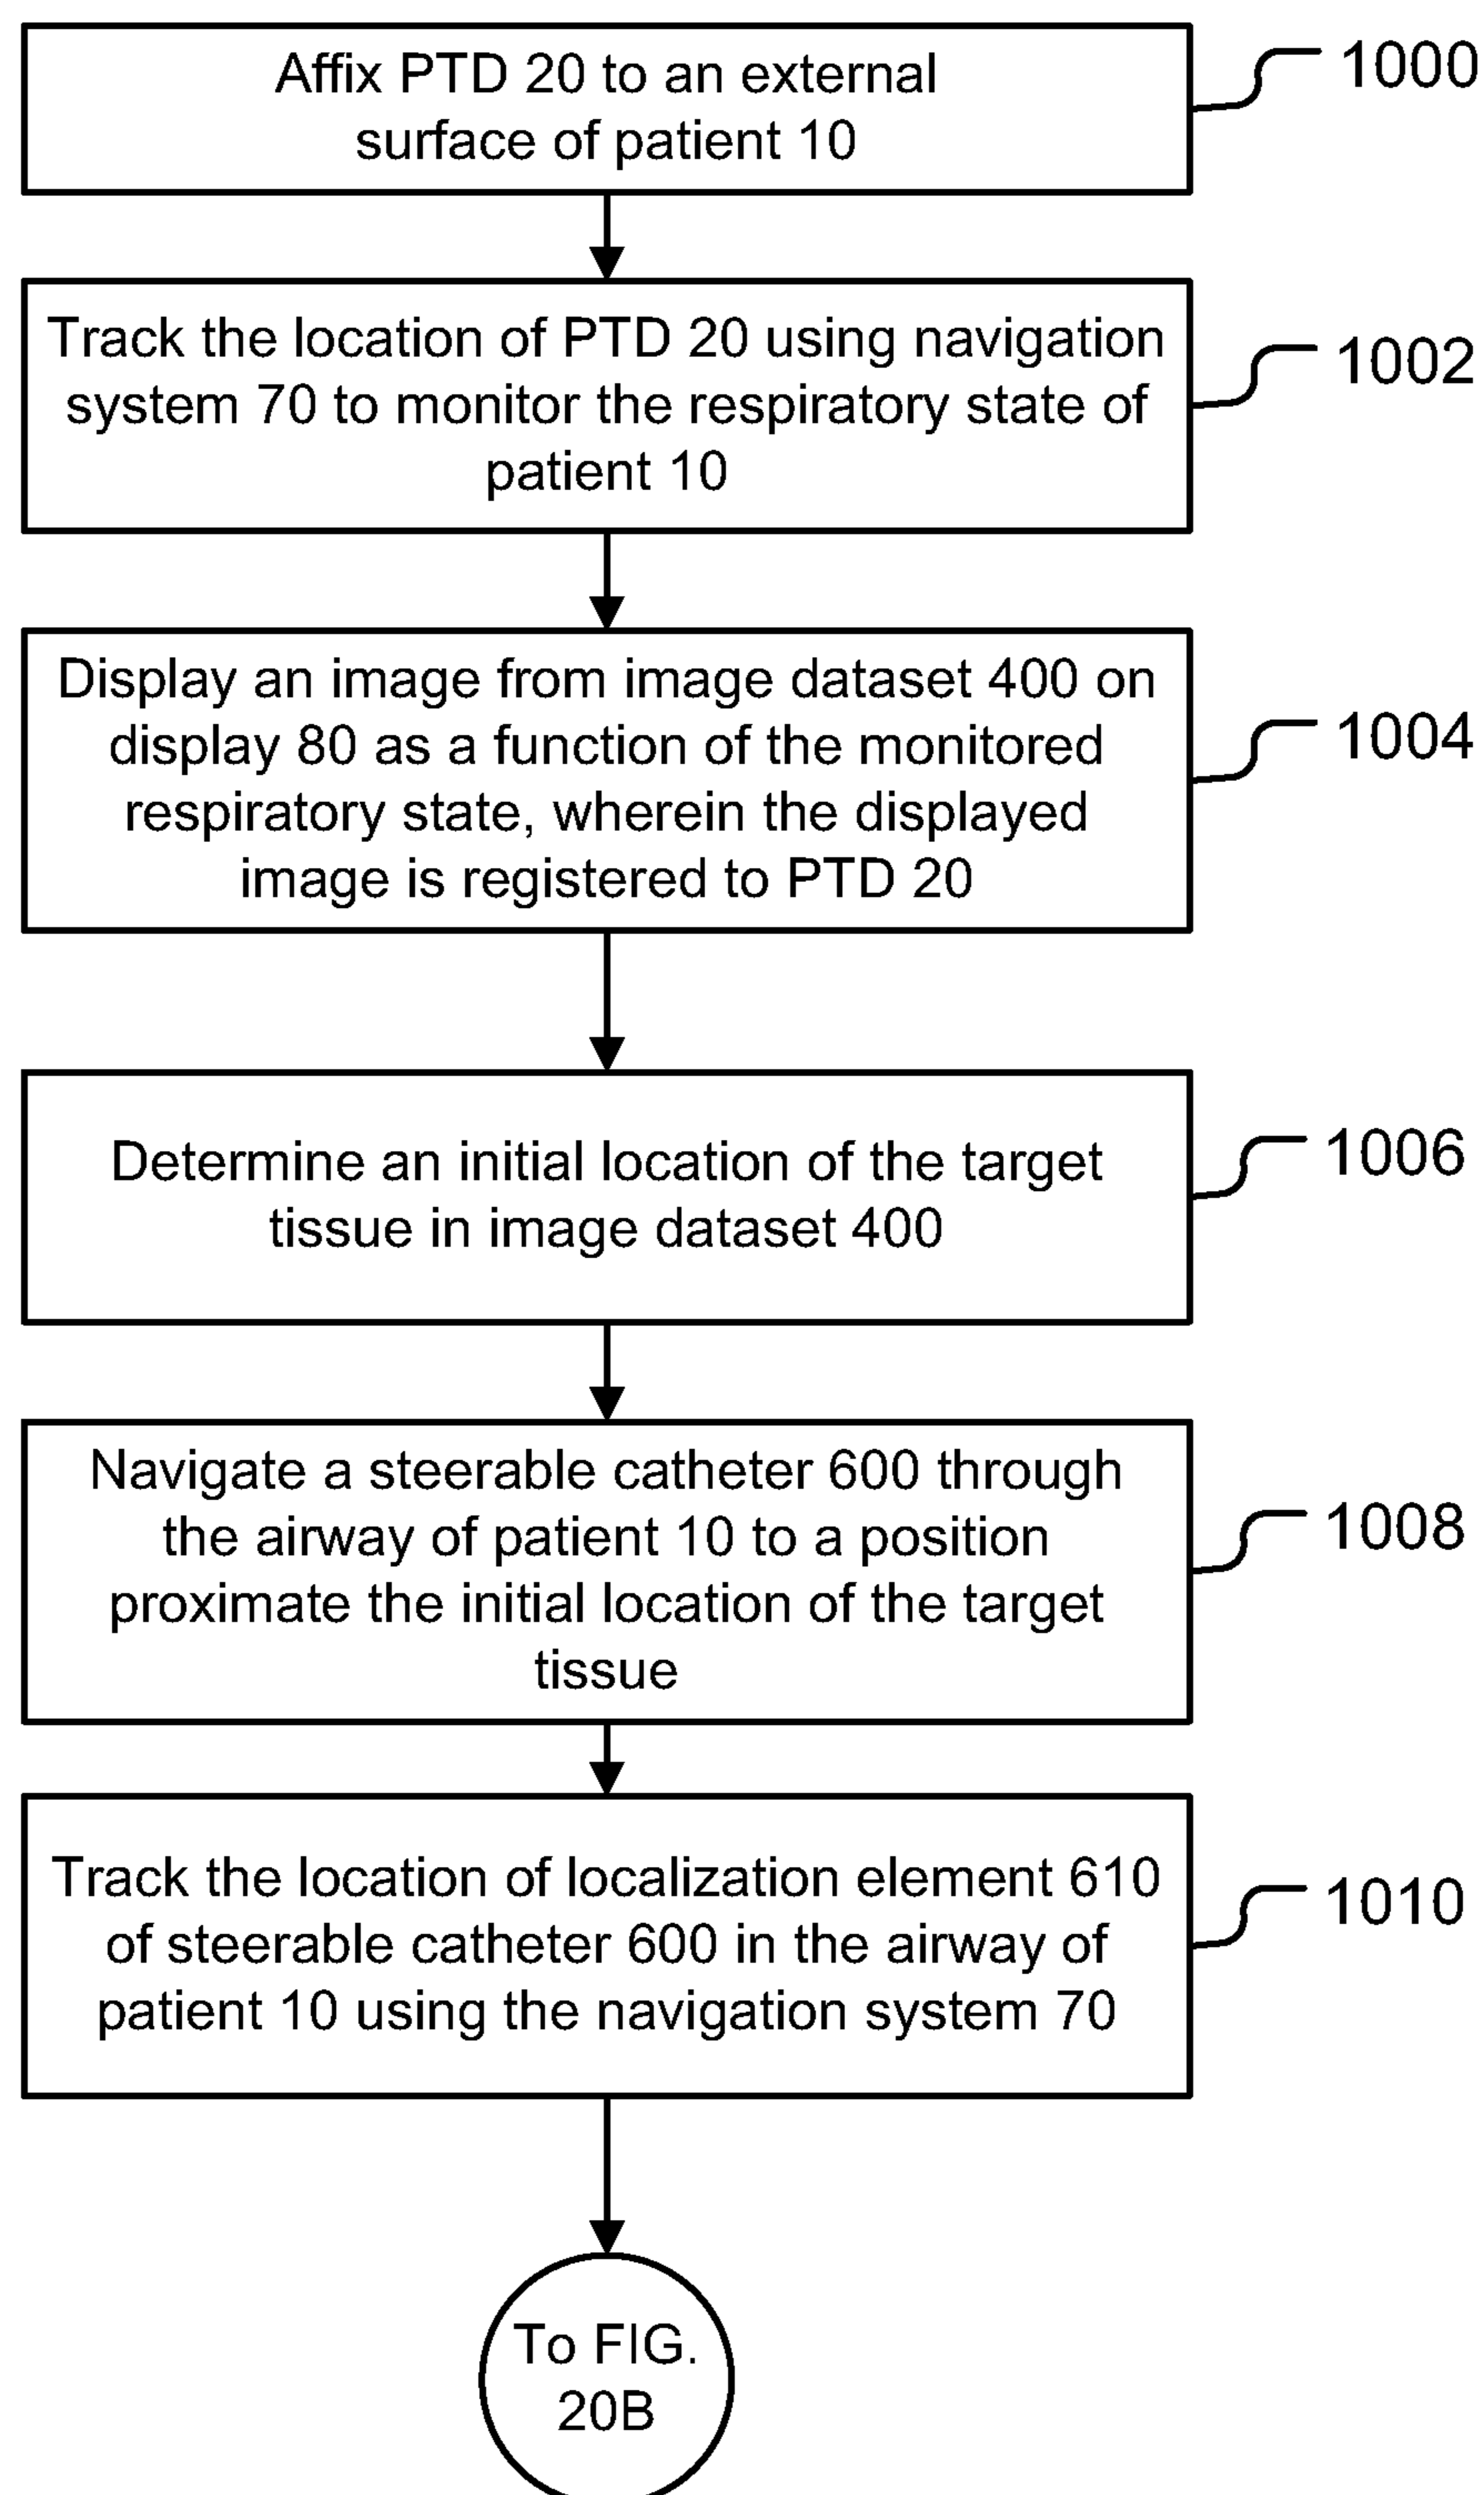 Affix PTD 20 to an external
surface of patient 10
1000
Track the location of PTD 20 using navigation
system 70 to monitor the respiratory state of
patient 10
1002
Display an image from image dataset 400 on
display 80 as a function of the monitored
respiratory state, wherein the displayed
image is registered to PTD 20
1004
Determine an initial location of the target
tissue in image dataset 400
1006
Navigate a steerable catheter 600 through
the airway of patient 10 to a position
proximate the initial location of the target
tissue
1008
Track the location of localization element 610
of steerable catheter 600 in the airway of
patient 10 using the navigation system 70
1010
To FIG.
20B